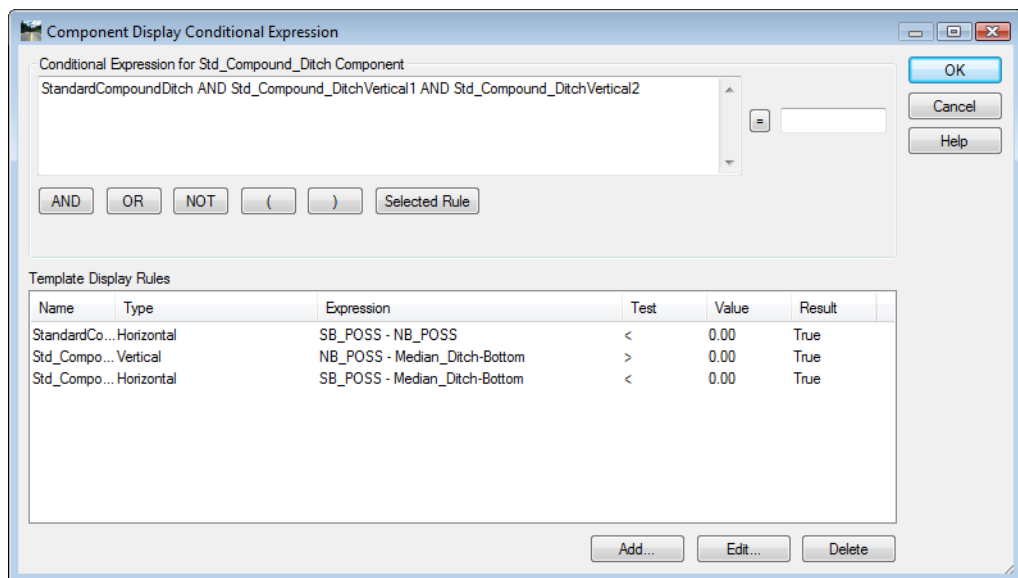 Component Display Conditional Expression
Conditional Expression for Std_Compound_Ditch Component
StandardCompoundDitch AND Std_Compound_DitchVertical1 AND Std_Compound_DitchVertical2
=
OK
Cancel
Help
AND OR NOT ( ) Selected Rule
Template Display Rules
Name Type Expression Test Value Result
StandardCo... Horizontal SB_POSS - NB_POSS < 0.00 True
Std_Compo... Vertical NB_POSS - Median_Ditch-Bottom > 0.00 True
Std_Compo... Horizontal SB_POSS - Median_Ditch-Bottom < 0.00 True
Add... Edit... Delete